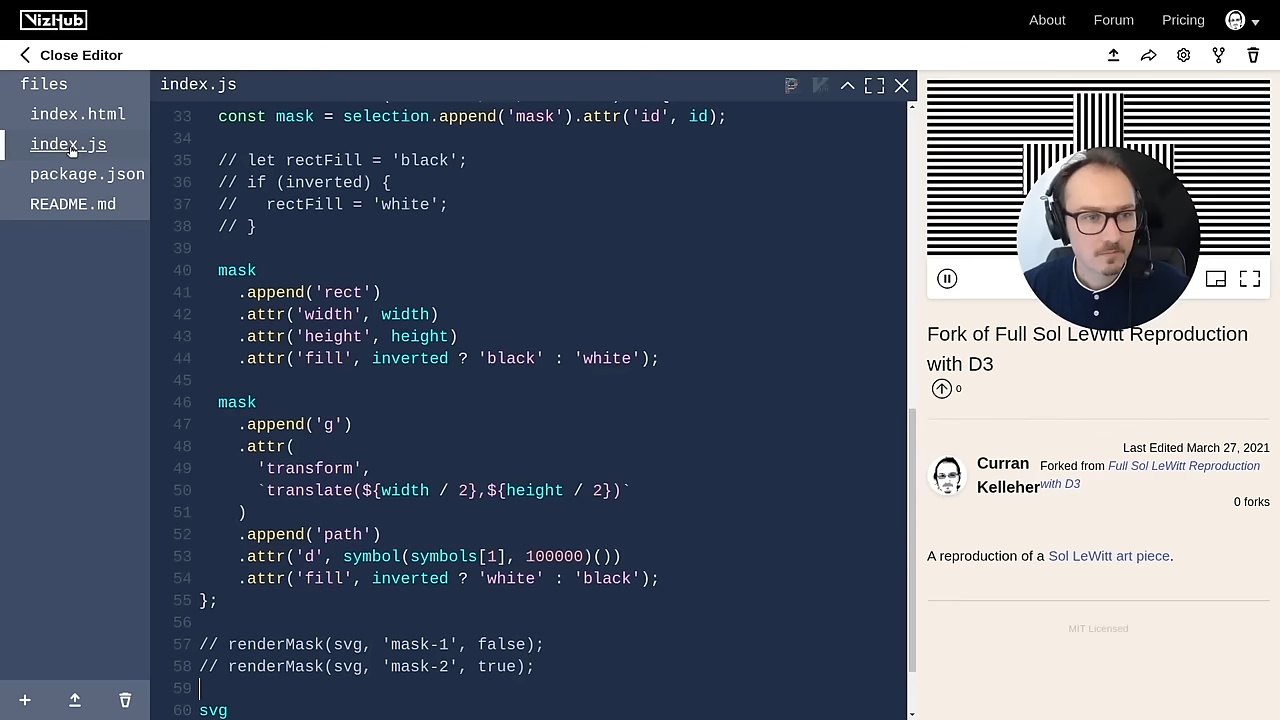 VizHub
About
Forum
Pricing
Close Editor
files
index.html
index.js
package.json
README.md
index.js
33 const mask = selection.append('mask').attr('id', id);
34
35 // let rectFill = 'black';
36 // if (inverted) {
37 //   rectFill = 'white';
38 // }
39
40 mask
41 .append('rect')
42 .attr('width', width)
43 .attr('height', height)
44 .attr('fill', inverted ? 'black' : 'white');
45
46 mask
47 .append('g')
48 .attr(
49 'transform',
50 `translate(${width / 2},${height / 2})`
51 )
52 .append('path')
53 .attr('d', symbol(symbols[1], 100000)())
54 .attr('fill', inverted ? 'white' : 'black');
55 };
56
57 // renderMask(svg, 'mask-1', false);
58 // renderMask(svg, 'mask-2', true);
59
60 svg
Fork of Full Sol LeWitt Reproduction
with D3
0
Last Edited March 27, 2021
Curran
Kelleher
Forked from Full Sol LeWitt Reproduction
with D3
0 forks
A reproduction of a Sol LeWitt art piece.
MIT Licensed